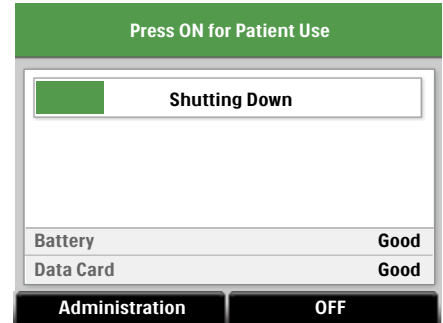 Press ON for Patient Use
Shutting Down
Battery Good
Data Card Good
Administration OFF